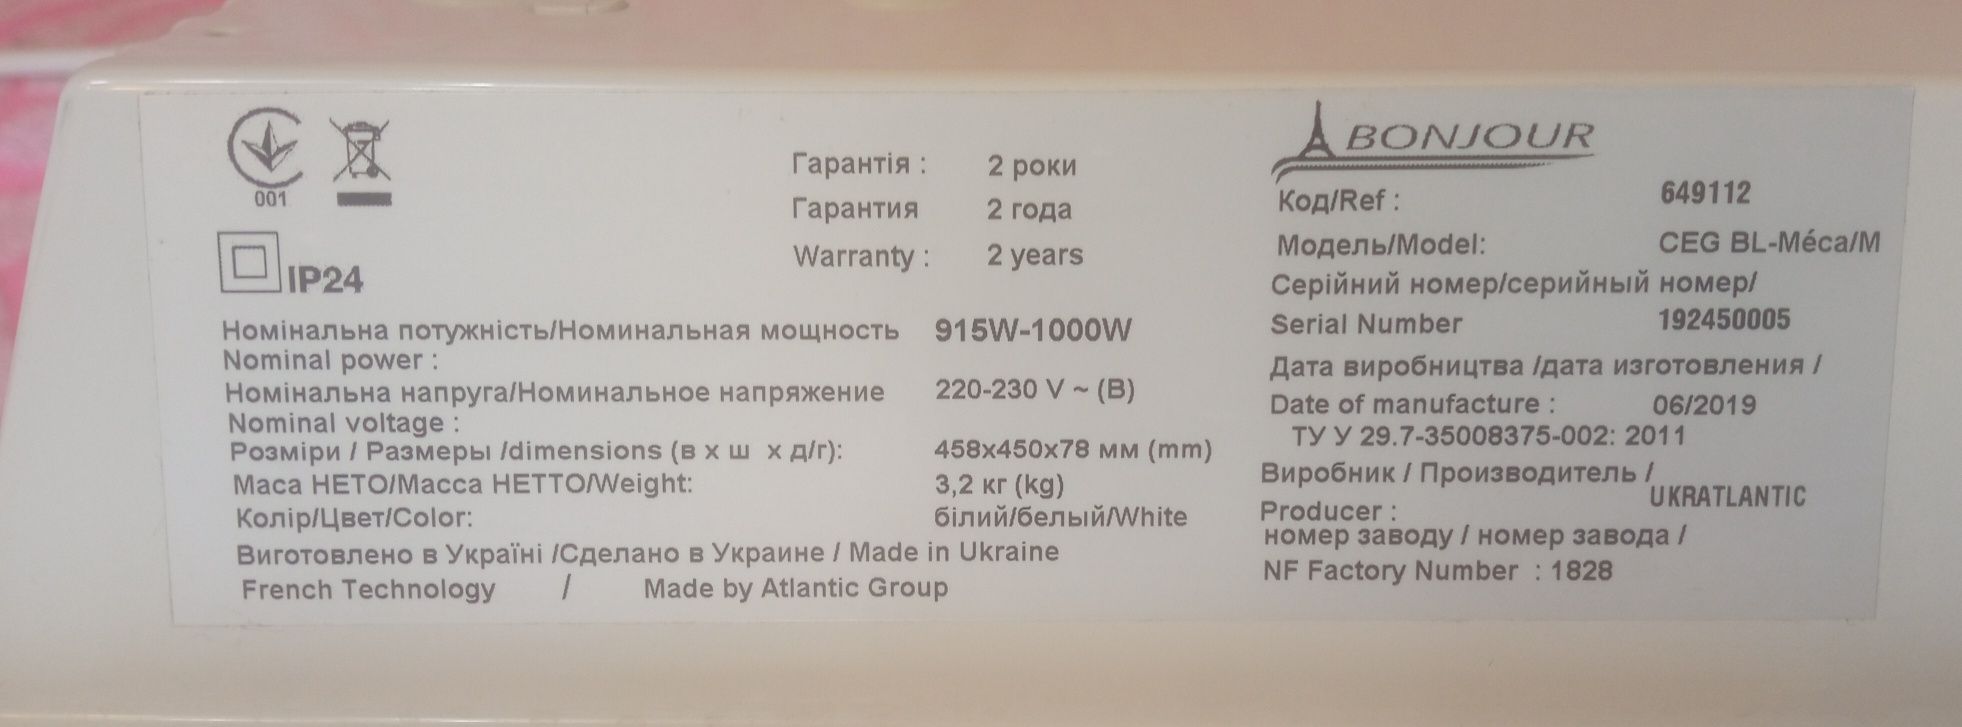 001
IP24
Гарантія : 2 роки
Гарантия 2 года
Warranty : 2 years
Номінальна потужність/Номинальная мощность 915W-1000W
Nominal power :
Номінальна напруга/Номинальное напряжение 220-230 V ~ (В)
Nominal voltage :
Розміри / Размеры /dimensions (в х ш х д/г): 458x450x78 мм (mm)
Маса НЕТО/Масса НЕТТО/Weight: 3,2 кг (kg)
Колір/Цвет/Color: білий/белый/White
Виготовлено в Україні /Сделано в Украине / Made in Ukraine
French Technology / Made by Atlantic Group
BONJOUR
Код/Ref : 649112
Модель/Model: CEG BL-Méca/M
Серійний номер/серийный номер/
Serial Number 192450005
Дата виробництва /дата изготовления /
Date of manufacture : 06/2019
ТУ У 29.7-35008375-002: 2011
Виробник / Производитель /
Producer : UKRATLANTIC
номер заводу / номер завода /
NF Factory Number : 1828